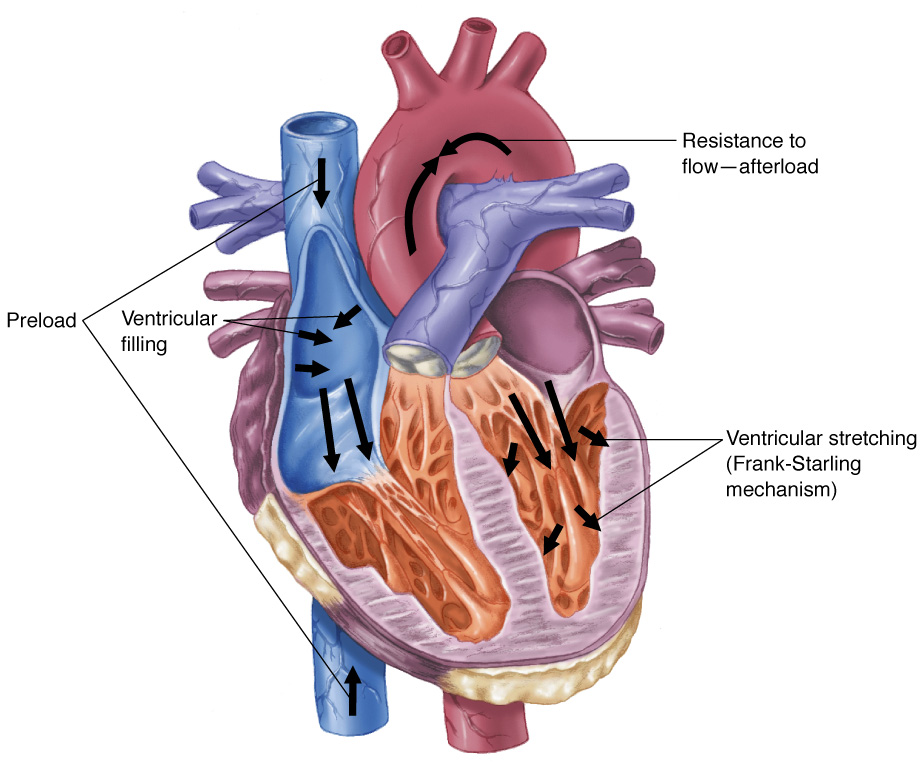 Resistance to
flow—afterload
Preload
Ventricular
filling
Ventricular stretching
(Frank-Starling
mechanism)